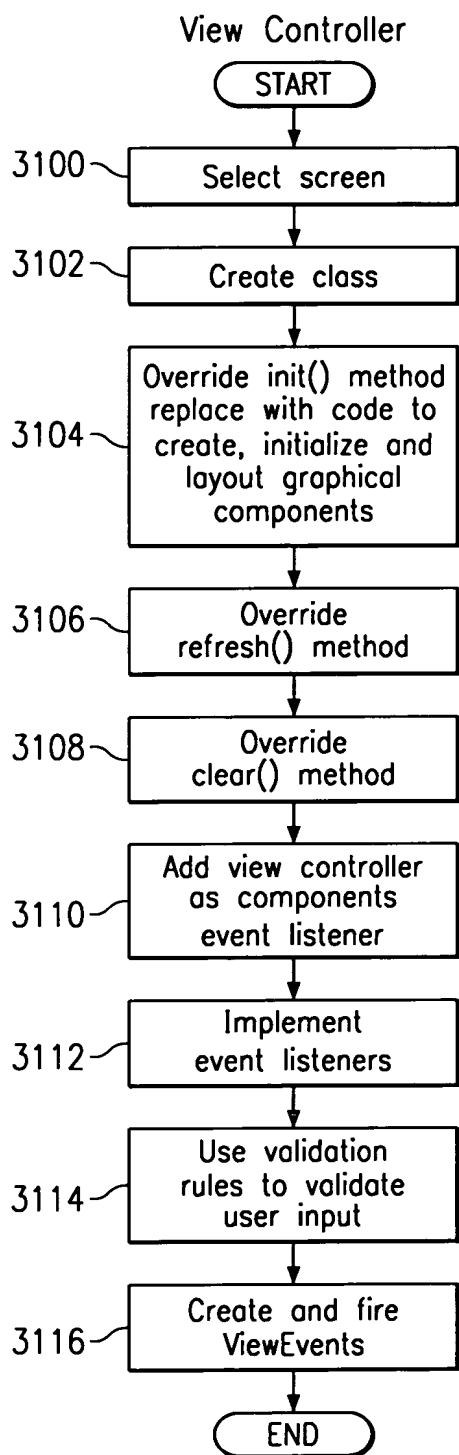 View Controller
START
3100
Select screen
3102
Create class
3104
Override init() method
replace with code to
create, initialize and
layout graphical
components
3106
Override
refresh() method
3108
Override
clear() method
3110
Add view controller
as components
event listener
3112
Implement
event listeners
3114
Use validation
rules to validate
user input
3116
Create and fire
ViewEvents
END